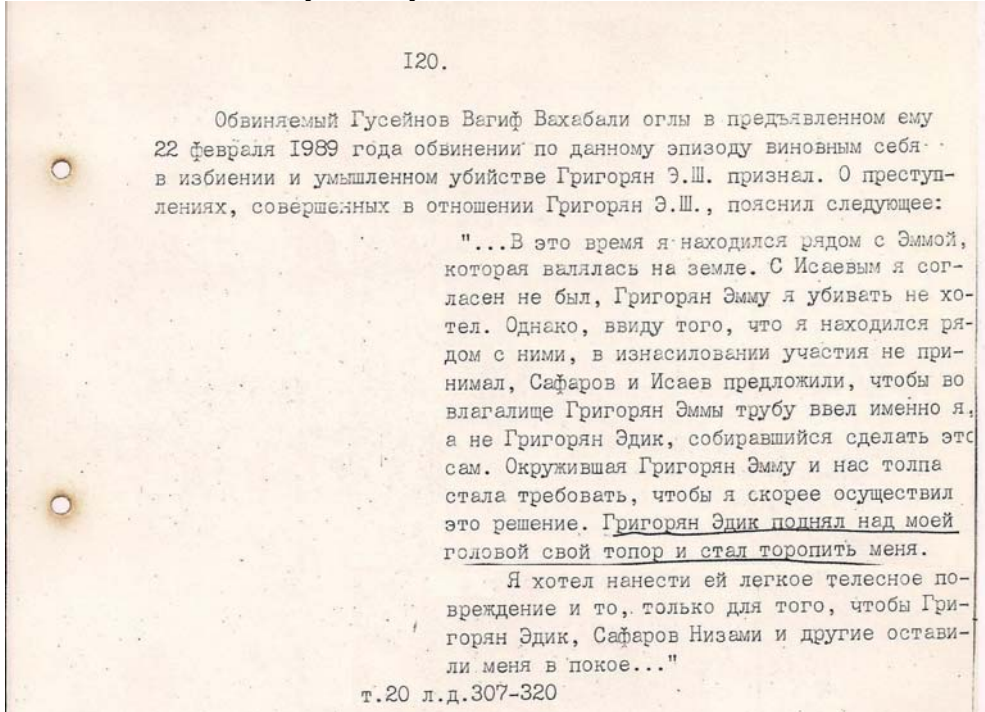 I20.
Обвиняемый Гусейнов Вагиф Вахабали оглы в предъявленном ему
22 февраля I989 года обвинении по данному эпизоду виновным себя
в избиении и умышленном убийстве Григорян Э.Ш. признал. О преступ-
лениях, совершенных в отношении Григорян Э.Ш., пояснил следующее:
"...В это время я находился рядом с Эммой,
которая валялась на земле. С Исаевым я сог-
ласен не был, Григорян Эмму я убивать не хо-
тел. Однако, ввиду того, что я находился ря-
дом с ними, в изнасиловании участия не при-
нимал, Сафаров и Исаев предложили, чтобы во
влагалище Григорян Эммы трубу ввел именно я,
а не Григорян Эдик, собиравшийся сделать это
сам. Окружившая Григорян Эмму и нас толпа
стала требовать, чтобы я скорее осуществил
это решение. Григорян Эдик поднял над моей
головой свой топор и стал торопить меня.
Я хотел нанести ей легкое телесное по-
вреждение и то, только для того, чтобы Гри-
горян Эдик, Сафаров Низами и другие остави-
ли меня в покое..."
т.20 л.д.307-320